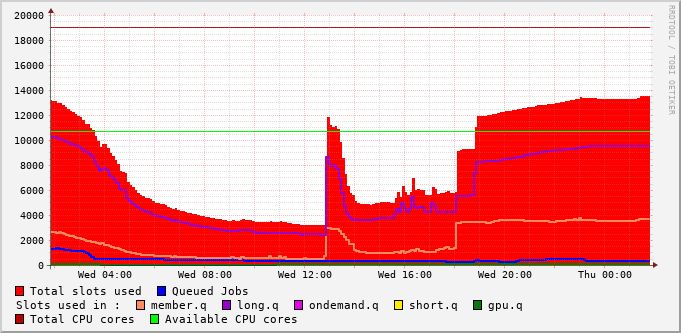 20000
18000
16000
14000
12000
10000
8000
6000
4000
2000
0
Wed 04:00 Wed 08:00 Wed 12:00 Wed 16:00 Wed 20:00 Thu 00:00
RRDTOOL / TOBI OETIKER
Total slots used Queued Jobs
Slots used in : member.q long.q ondemand.q short.q gpu.q
Total CPU cores Available CPU cores